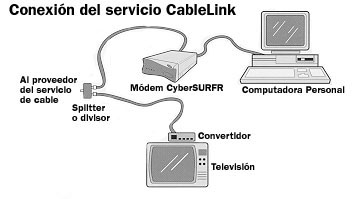 Conexión del servicio CableLink
Al proveedor
del servicio
de cable
Splitter
o divisor
Módem CyberSURFR
Computadora Personal
Convertidor
Televisión